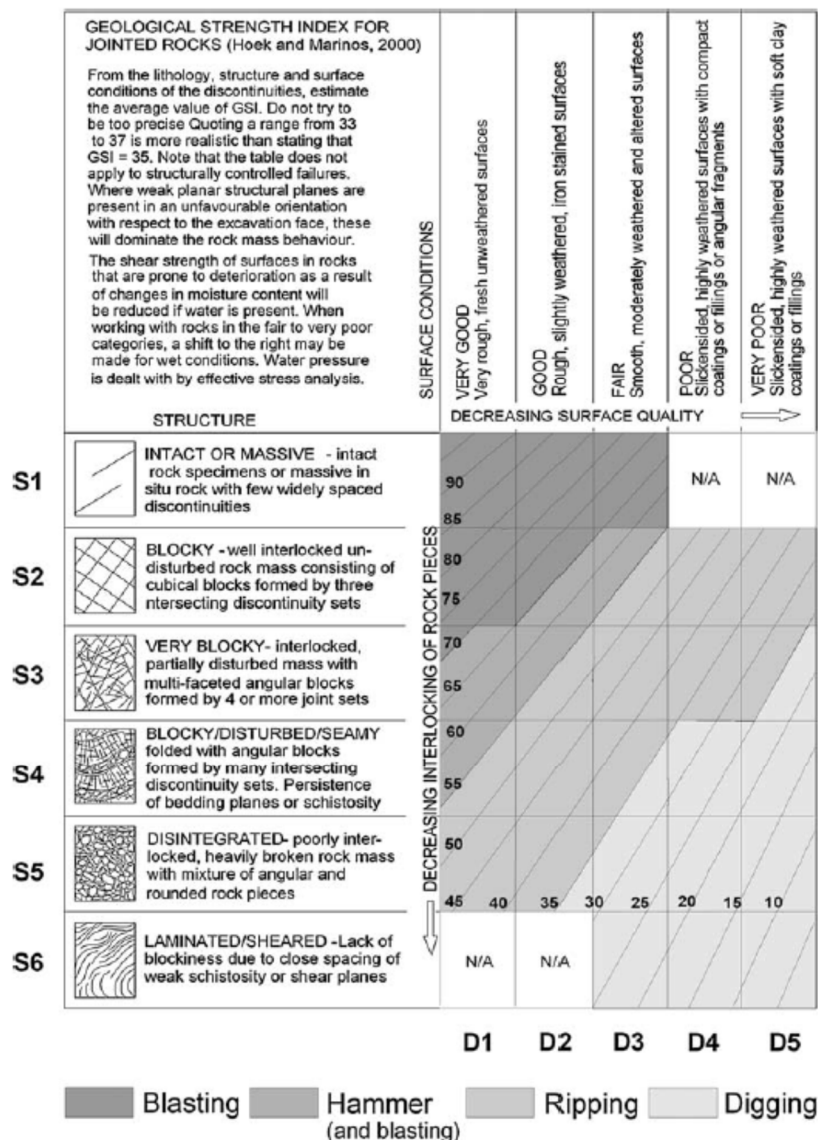 GEOLOGICAL STRENGTH INDEX FOR
JOINTED ROCKS (Hoek and Marinos, 2000)
From the lithology, structure and surface
conditions of the discontinuities, estimate
the average value of GSI. Do not try to
be too precise Quoting a range from 33
to 37 is more realistic than stating that
GSI = 35. Note that the table does not
apply to structurally controlled failures.
Where weak planar structural planes are
present in an unfavourable orientation
with respect to the excavation face, these
will dominate the rock mass behaviour.
The shear strength of surfaces in rocks
that are prone to deterioration as a result
of changes in moisture content will
be reduced if water is present. When
working with rocks in the fair to very poor
categories, a shift to the right may be
made for wet conditions. Water pressure
is dealt with by effective stress analysis.
STRUCTURE
SURFACE CONDITIONS
VERY GOOD
Very rough, fresh unweathered surfaces
GOOD
Rough, slightly weathered, iron stained surfaces
FAIR
Smooth, moderately weathered and altered surfaces
POOR
Slickensided, highly weathered surfaces with compact
coatings or fillings or angular fragments
VERY POOR
Slickensided, highly weathered surfaces with soft clay
coatings or fillings
DECREASING SURFACE QUALITY
S1
INTACT OR MASSIVE - intact
rock specimens or massive in
situ rock with few widely spaced
discontinuities
90
85
N/A
N/A
S2
BLOCKY - well interlocked un-
disturbed rock mass consisting of
cubical blocks formed by three
ntersecting discontinuity sets
80
75
S3
VERY BLOCKY- interlocked,
partially disturbed mass with
multi-faceted angular blocks
formed by 4 or more joint sets
70
65
S4
BLOCKY/DISTURBED/SEAMY
folded with angular blocks
formed by many intersecting
discontinuity sets. Persistence
of bedding planes or schistosity
60
55
S5
DISINTEGRATED- poorly inter-
locked, heavily broken rock mass
with mixture of angular and
rounded rock pieces
50
45 40 35 30 25 20 15 10
S6
LAMINATED/SHEARED -Lack of
blockiness due to close spacing of
weak schistosity or shear planes
N/A
N/A
DECREASING INTERLOCKING OF ROCK PIECES
D1 D2 D3 D4 D5
Blasting
Hammer
(and blasting)
Ripping
Digging